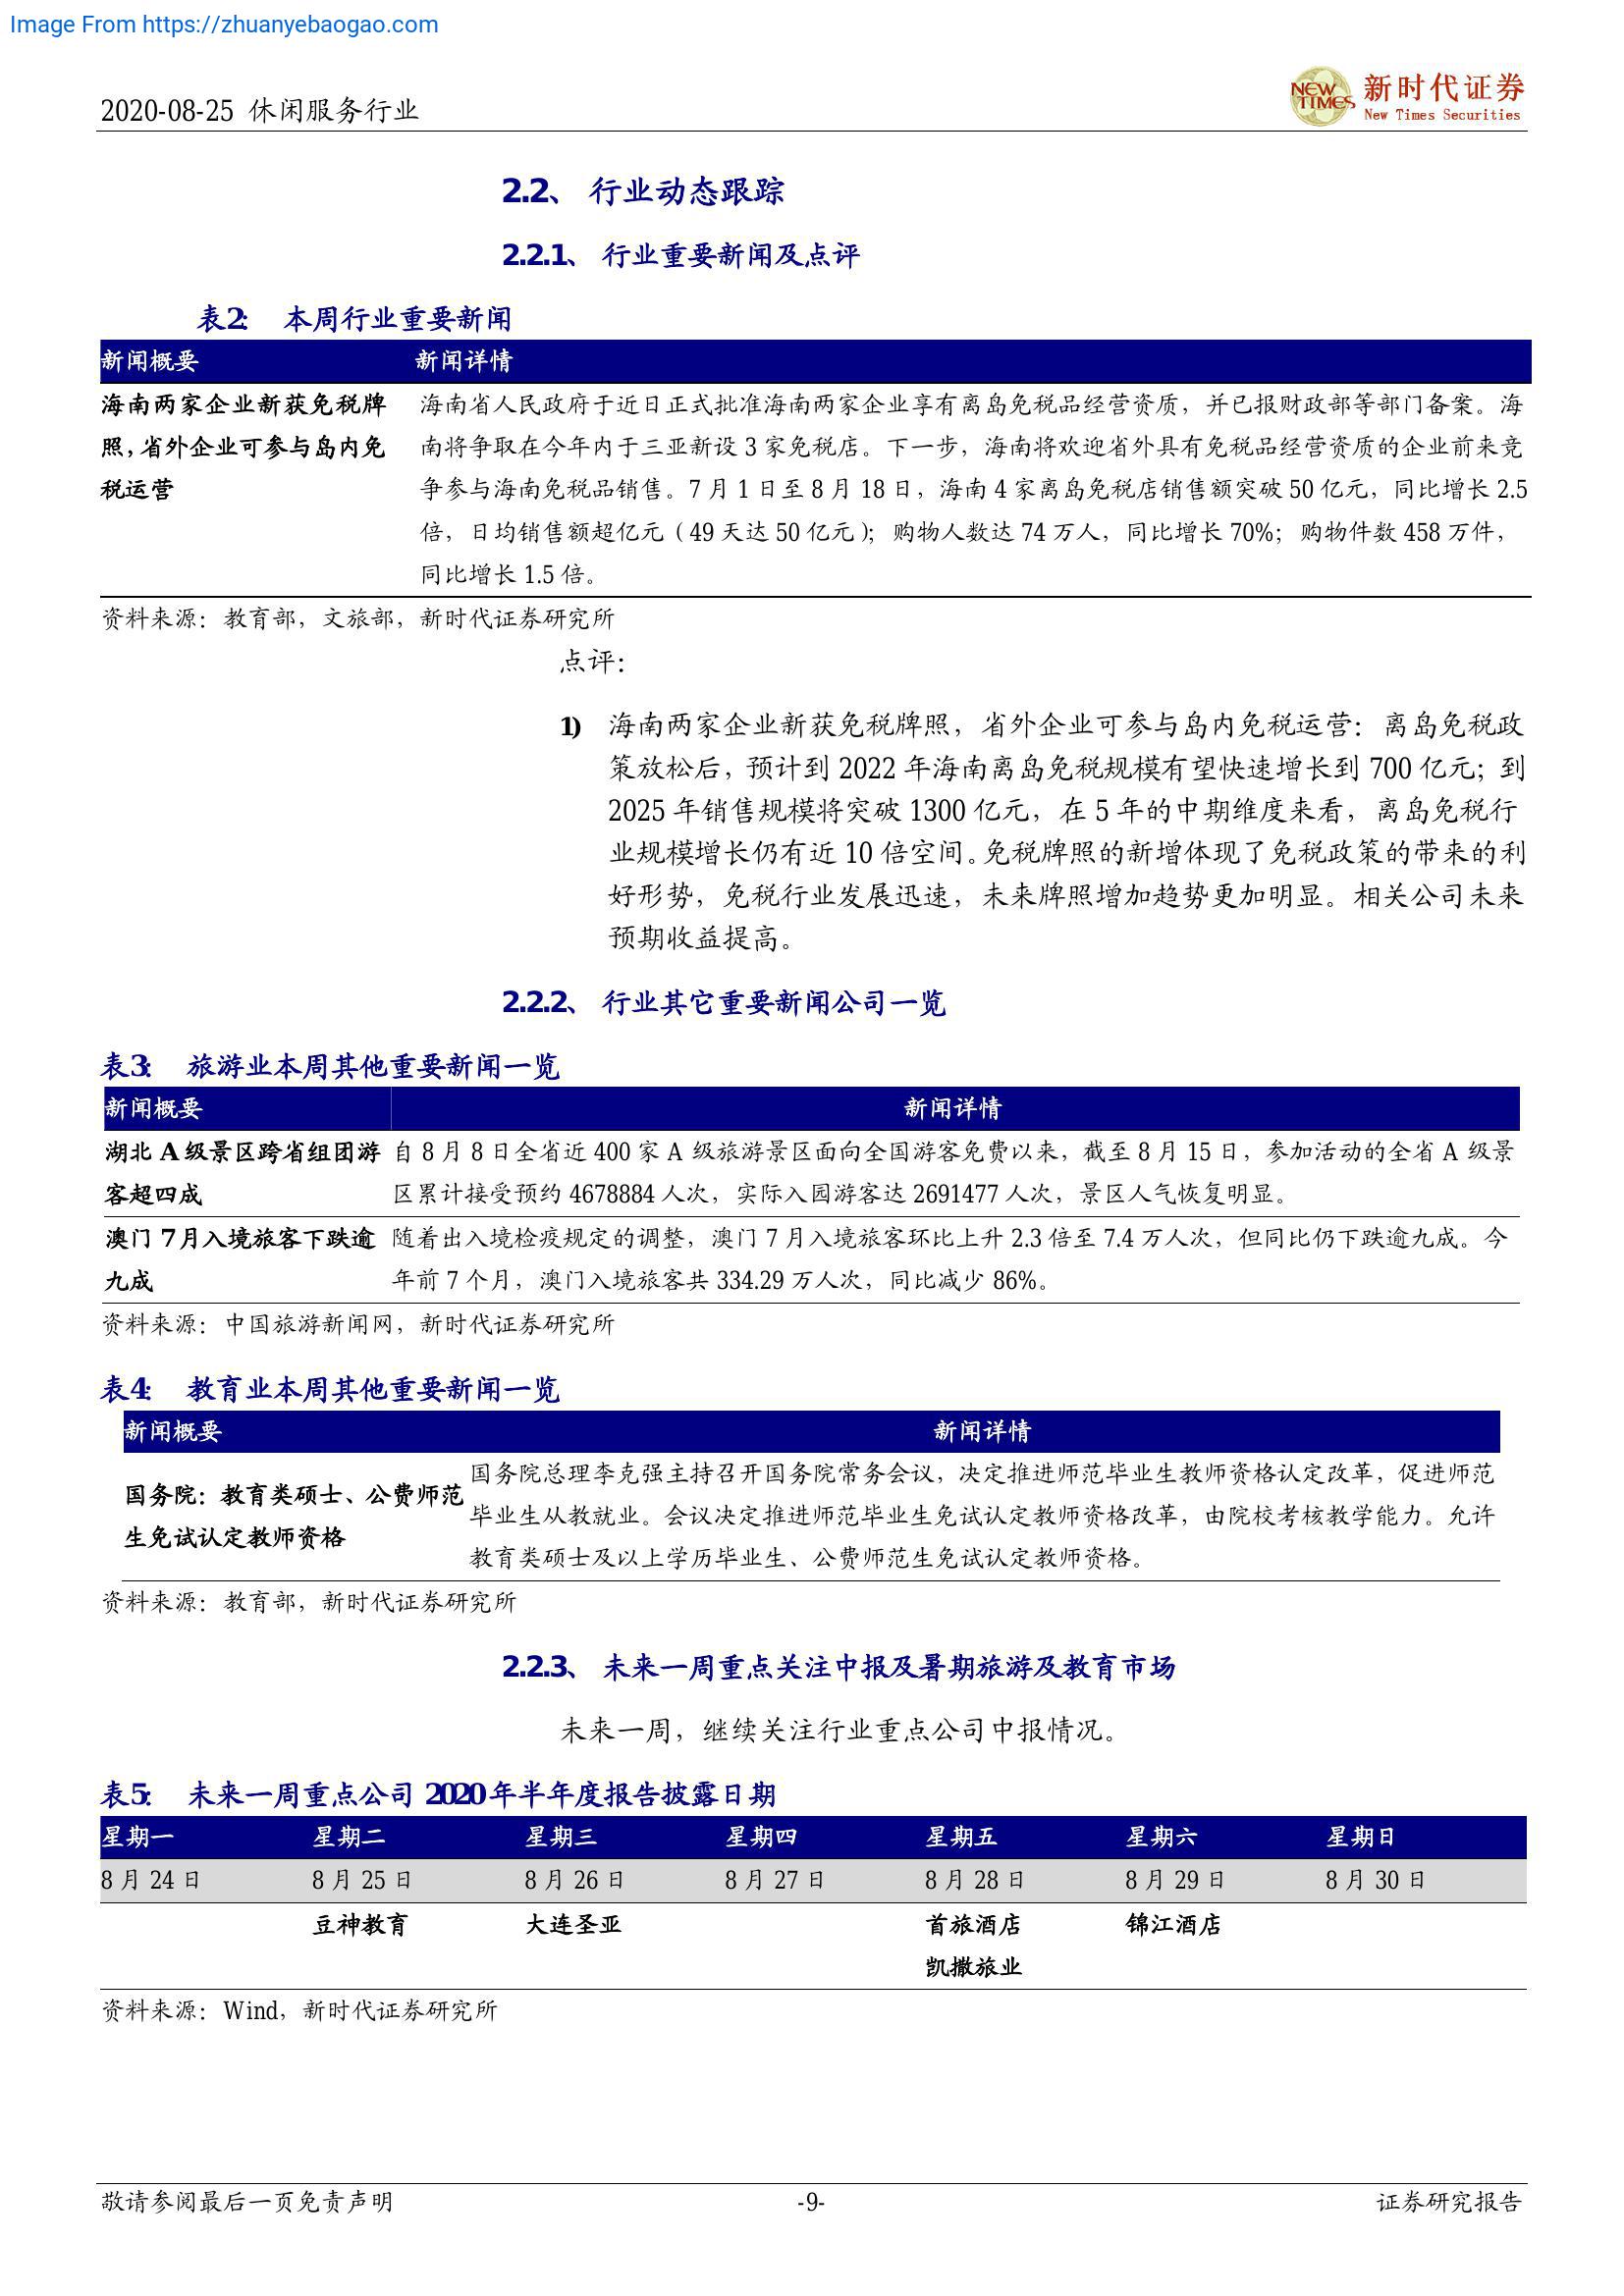 Image From https://zhuanyebaogao.com
2020-08-25 休闲服务行业
NEW TIMES
新时代证券
New Times Securities
2.2、 行业动态跟踪
2.2.1、 行业重要新闻及点评
表2: 本周行业重要新闻
新闻概要 新闻详情
海南两家企业新获免税牌 海南省人民政府于近日正式批准海南两家企业享有离岛免税品经营资质，并已报财政部等部门备案。海
照，省外企业可参与岛内免 南将争取在今年内于三亚新设 3 家免税店。下一步，海南将欢迎省外具有免税品经营资质的企业前来竞
税运营 争参与海南免税品销售。7 月 1 日至 8 月 18 日，海南 4 家离岛免税店销售额突破 50 亿元，同比增长 2.5
倍，日均销售额超亿元（49 天达 50 亿元）；购物人数达 74 万人，同比增长 70%；购物件数 458 万件，
同比增长 1.5 倍。
资料来源：教育部，文旅部，新时代证券研究所
点评：
1) 海南两家企业新获免税牌照，省外企业可参与岛内免税运营：离岛免税政
策放松后，预计到 2022 年海南离岛免税规模有望快速增长到 700 亿元；到
2025 年销售规模将突破 1300 亿元，在 5 年的中期维度来看，离岛免税行
业规模增长仍有近 10 倍空间。免税牌照的新增体现了免税政策的带来的利
好形势，免税行业发展迅速，未来牌照增加趋势更加明显。相关公司未来
预期收益提高。
2.2.2、 行业其它重要新闻公司一览
表3: 旅游业本周其他重要新闻一览
新闻概要 新闻详情
湖北 A 级景区跨省组团游 自 8 月 8 日全省近 400 家 A 级旅游景区面向全国游客免费以来，截至 8 月 15 日，参加活动的全省 A 级景
客超四成 区累计接受预约 4678884 人次，实际入园游客达 2691477 人次，景区人气恢复明显。
澳门 7 月入境旅客下跌逾 随着出入境检疫规定的调整，澳门 7 月入境旅客环比上升 2.3 倍至 7.4 万人次，但同比仍下跌逾九成。今
九成 年前 7 个月，澳门入境旅客共 334.29 万人次，同比减少 86%。
资料来源：中国旅游新闻网，新时代证券研究所
表4: 教育业本周其他重要新闻一览
新闻概要 新闻详情
国务院总理李克强主持召开国务院常务会议，决定推进师范毕业生教师资格认定改革，促进师范
国务院：教育类硕士、公费师范 毕业生从教就业。会议决定推进师范毕业生免试认定教师资格改革，由院校考核教学能力。允许
生免试认定教师资格 教育类硕士及以上学历毕业生、公费师范生免试认定教师资格。
资料来源：教育部，新时代证券研究所
2.2.3、 未来一周重点关注中报及暑期旅游及教育市场
未来一周，继续关注行业重点公司中报情况。
表5: 未来一周重点公司 2020 年半年度报告披露日期
星期一 星期二 星期三 星期四 星期五 星期六 星期日
8 月 24 日 8 月 25 日 8 月 26 日 8 月 27 日 8 月 28 日 8 月 29 日 8 月 30 日
豆神教育 大连圣亚 首旅酒店 锦江酒店
凯撒旅业
资料来源：Wind，新时代证券研究所
敬请参阅最后一页免责声明 -9- 证券研究报告